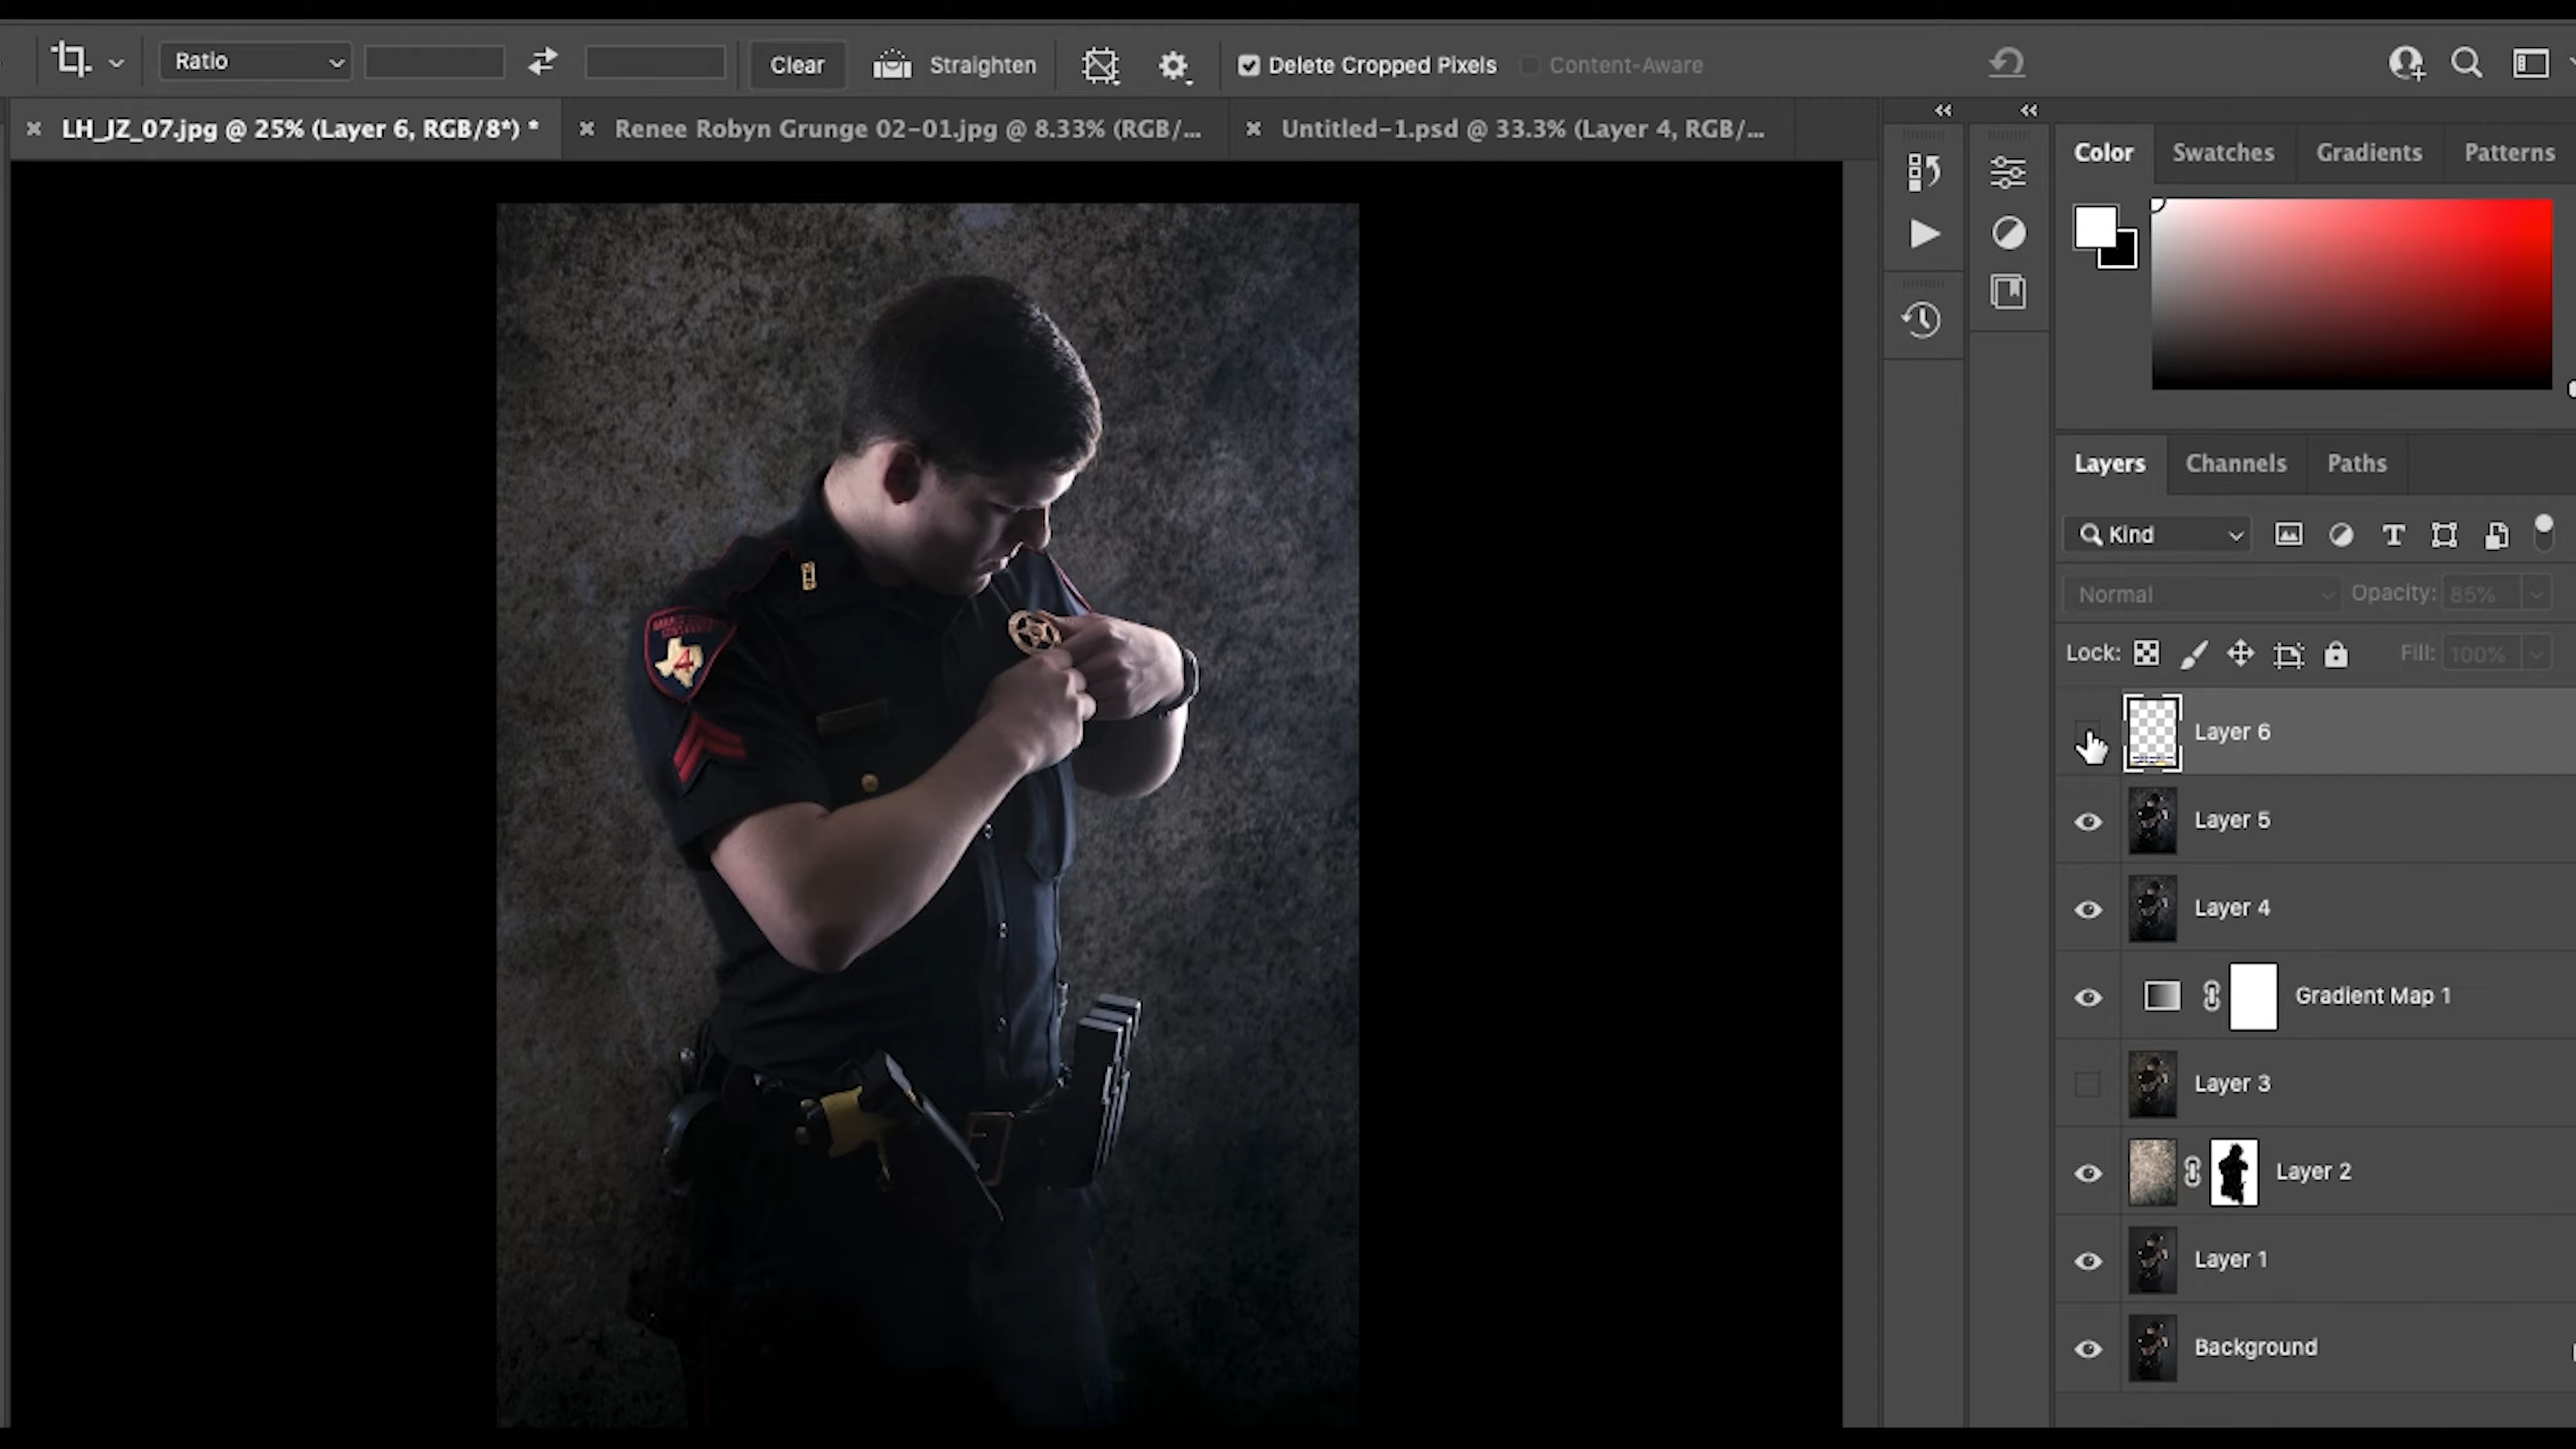 Ratio
Clear
Straighten
Delete Cropped Pixels
Content-Aware
LH_JZ_07.jpg @ 25% (Layer 6, RGB/8*) *
Renee Robyn Grunge 02-01.jpg @ 8.33% (RGB/...
Untitled-1.psd @ 33.3% (Layer 4, RGB/...
Color
Swatches
Gradients
Patterns
Layers
Channels
Paths
Kind
Normal
Opacity: 85%
Lock:
Fill: 100%
Layer 6
Layer 5
Layer 4
Gradient Map 1
Layer 3
Layer 2
Layer 1
Background
4